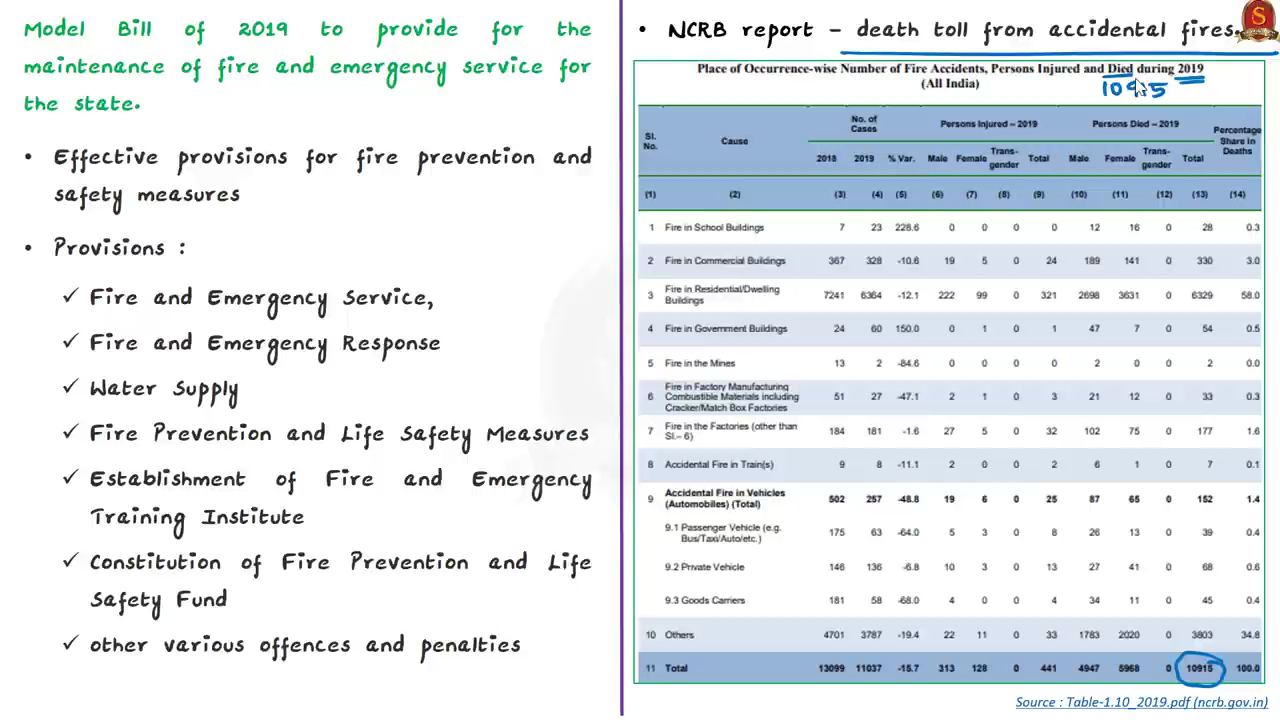 Model Bill of 2019 to provide for the
maintenance of fire and emergency service for
the state.
• Effective provisions for fire prevention and
safety measures
• Provisions :
✓ Fire and Emergency Service,
✓ Fire and Emergency Response
✓ Water Supply
✓ Fire Prevention and Life Safety Measures
✓ Establishment of Fire and Emergency
Training Institute
✓ Constitution of Fire Prevention and Life
Safety Fund
✓ other various offences and penalties
• NCRB report – death toll from accidental fires.
Place of Occurrence-wise Number of Fire Accidents, Persons Injured and Died during 2019
(All India)
Sl. No. Cause No. of Cases Persons Injured – 2019 Persons Died – 2019 Percentage Share in Deaths
2018 2019 % Var. Male Female Trans-gender Total Male Female Trans-gender Total
(1) (2) (3) (4) (5) (6) (7) (8) (9) (10) (11) (12) (13) (14)
1 Fire in School Buildings 7 23 228.6 0 0 0 0 12 16 0 28 0.3
2 Fire in Commercial Buildings 367 328 -10.6 19 5 0 24 189 141 0 330 3.0
3 Fire in Residential/Dwelling Buildings 7241 6364 -12.1 222 99 0 321 2698 3631 0 6329 58.0
4 Fire in Government Buildings 24 60 150.0 0 1 0 1 47 7 0 54 0.5
5 Fire in the Mines 13 2 -84.6 0 0 0 0 2 0 0 2 0.0
6 Fire in Factory Manufacturing Combustible Materials including Cracker/Match Box Factories 51 27 -47.1 2 1 0 3 21 12 0 33 0.3
7 Fire in the Factories (other than Sl.– 6) 184 181 -1.6 27 5 0 32 102 75 0 177 1.6
8 Accidental Fire in Train(s) 9 8 -11.1 2 0 0 2 6 1 0 7 0.1
9 Accidental Fire in Vehicles (Automobiles) (Total) 502 257 -48.8 19 6 0 25 87 65 0 152 1.4
9.1 Passenger Vehicle (e.g. Bus/Taxi/Auto/etc.) 175 63 -64.0 5 3 0 8 26 13 0 39 0.4
9.2 Private Vehicle 146 136 -6.8 10 3 0 13 27 41 0 68 0.6
9.3 Goods Carriers 181 58 -68.0 4 0 0 4 34 11 0 45 0.4
10 Others 4701 3787 -19.4 22 11 0 33 1783 2020 0 3803 34.8
11 Total 13099 11037 -15.7 313 128 0 441 4947 5968 0 10915 100.0
Source : Table-1.10_2019.pdf (ncrb.gov.in)